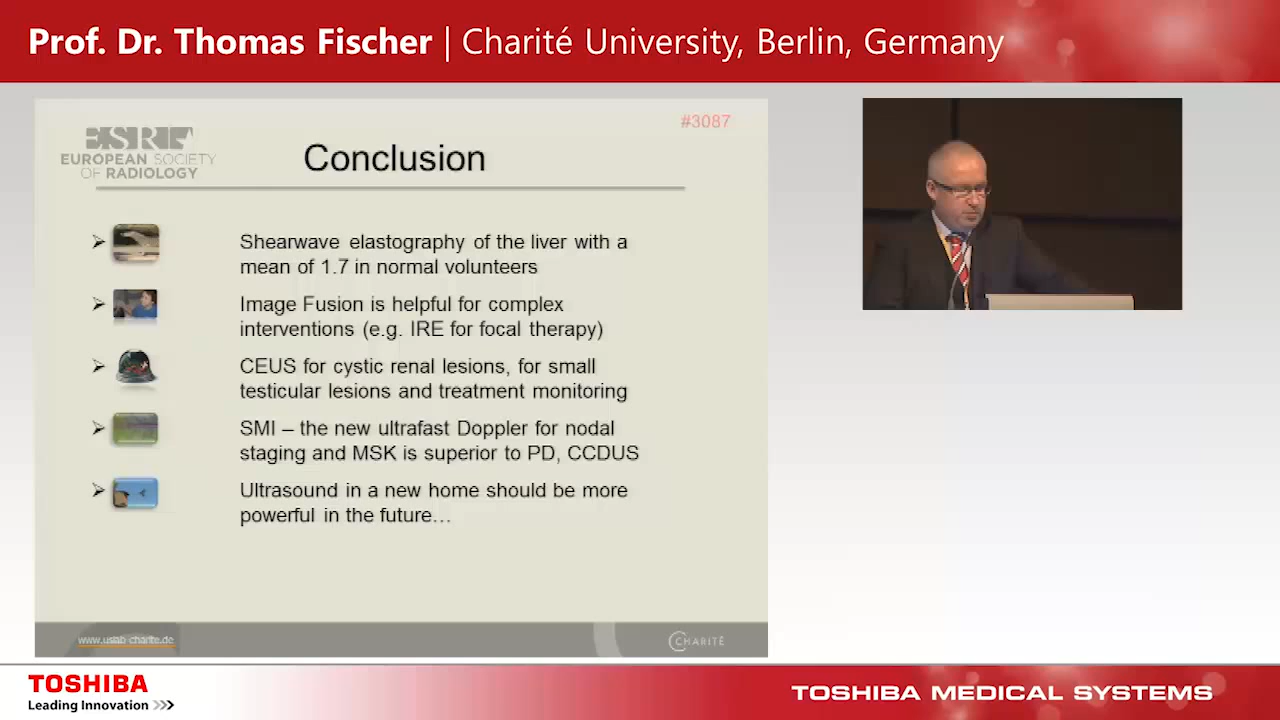 Prof. Dr. Thomas Fischer | Charité University, Berlin, Germany
#3087
EUROPEAN SOCIETY
OF RADIOLOGY
Conclusion
Shearwave elastography of the liver with a
mean of 1.7 in normal volunteers
Image Fusion is helpful for complex
interventions (e.g. IRE for focal therapy)
CEUS for cystic renal lesions, for small
testicular lesions and treatment monitoring
SMI – the new ultrafast Doppler for nodal
staging and MSK is superior to PD, CCDUS
Ultrasound in a new home should be more
powerful in the future…
www.uslab-charite.de
CHARITÉ
TOSHIBA
Leading Innovation >>>
TOSHIBA MEDICAL SYSTEMS